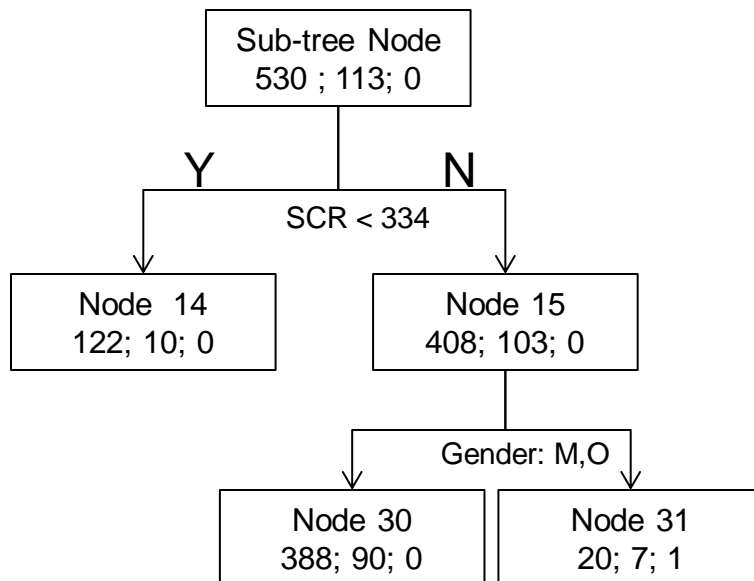 Sub-tree Node
530 ; 113; 0
Y
N
SCR < 334
Node 14
122; 10; 0
Node 15
408; 103; 0
Gender: M,O
Node 30
388; 90; 0
Node 31
20; 7; 1